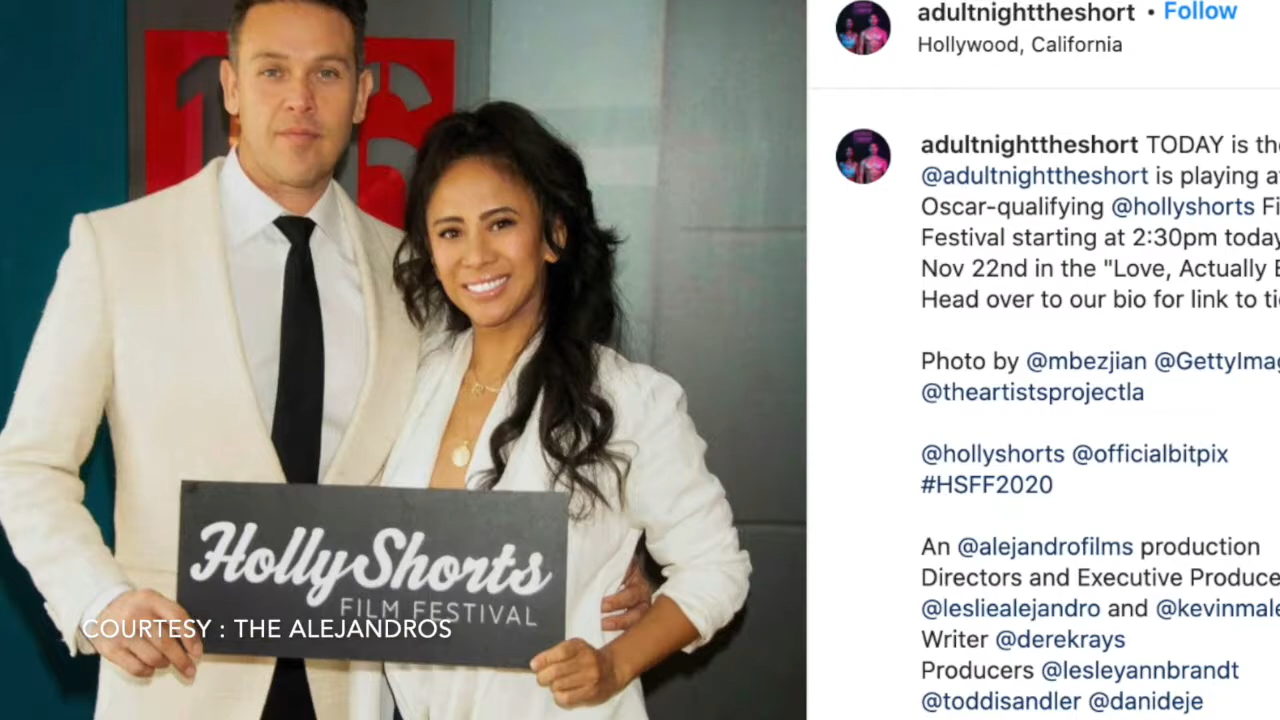 HollyShorts
FILM FESTIVAL
COURTESY : THE ALEJANDROS
adultnighttheshort • Follow
Hollywood, California
adultnighttheshort TODAY is the
@adultnighttheshort is playing
Oscar-qualifying @hollyshorts
Festival starting at 2:30pm today
Nov 22nd in the "Love, Actually
Head over to our bio for link to
Photo by @mbezjian
@theartistsprojectla
@hollyshorts @officialbitpix
#HSFF2020
An @alejandrofilms production
Directors and Executive
@lesliealejandro and
Writer @derekrays
Producers @lesleyannbrandt
@toddisandler @danideje